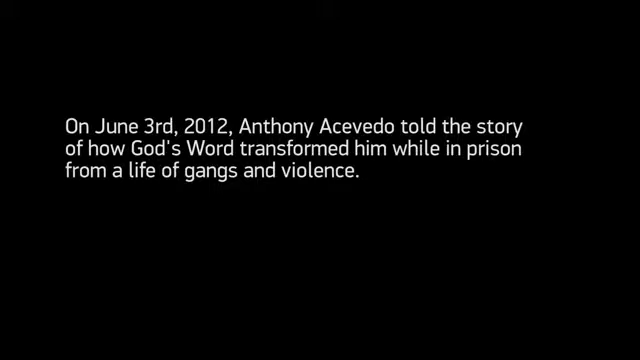 On June 3rd, 2012, Anthony Acevedo told the story
of how God's Word transformed him while in prison
from a life of gangs and violence.